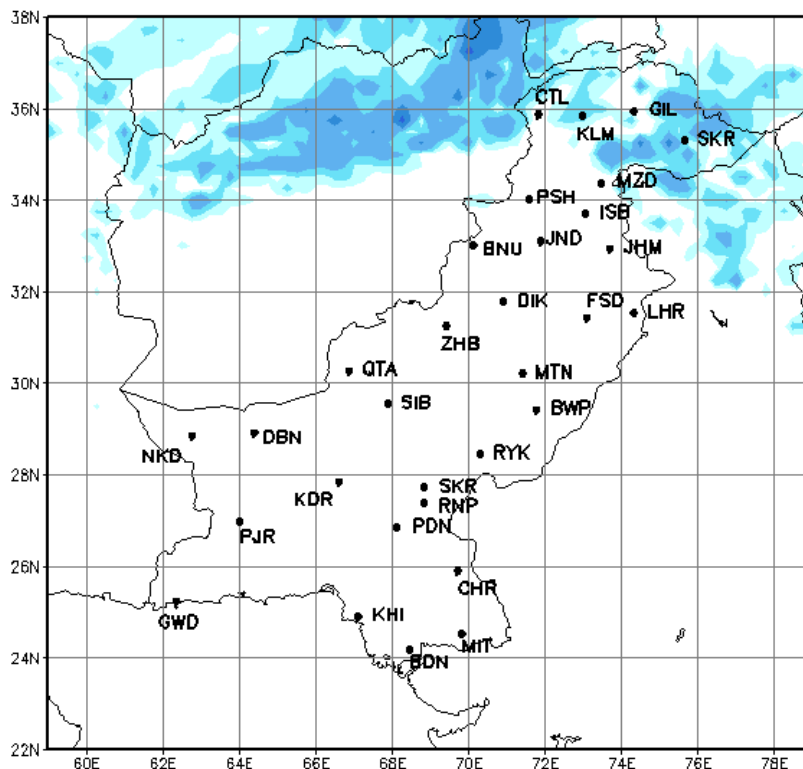 38N
36N
CTL
GIL
KLM
SKR
34N
MZD
PSH
ISB
BNU
JND
JHM
32N
DIK
FSD
LHR
ZHB
30N
QTA
MTN
SIB
BWP
NKD
DBN
RYK
28N
KDR
SKR
RNP
PJR
PDN
26N
CHR
GWD
KHI
MIT
24N
BDN
22N
60E 62E 64E 66E 68E 70E 72E 74E 76E 78E